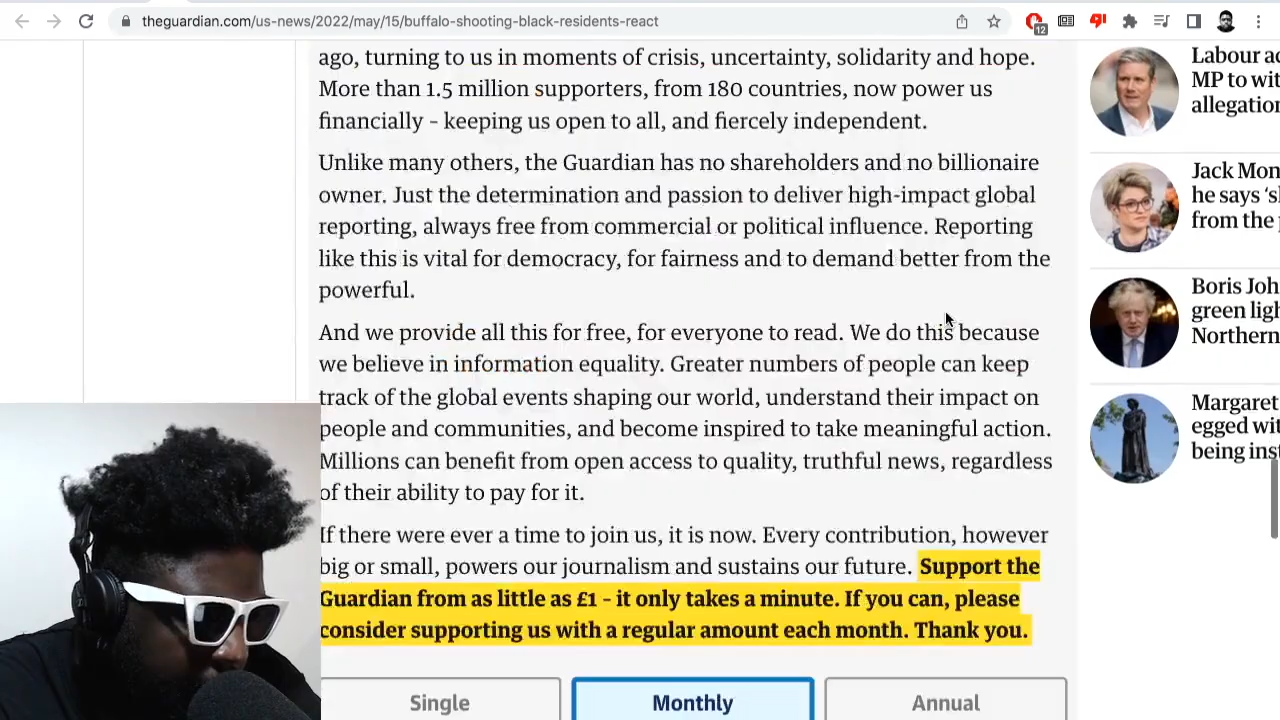 theguardian.com/us-news/2022/may/15/buffalo-shooting-black-residents-react
12
ago, turning to us in moments of crisis, uncertainty, solidarity and hope.
More than 1.5 million supporters, from 180 countries, now power us
financially – keeping us open to all, and fiercely independent.
Unlike many others, the Guardian has no shareholders and no billionaire
owner. Just the determination and passion to deliver high-impact global
reporting, always free from commercial or political influence. Reporting
like this is vital for democracy, for fairness and to demand better from the
powerful.
And we provide all this for free, for everyone to read. We do this because
we believe in information equality. Greater numbers of people can keep
track of the global events shaping our world, understand their impact on
people and communities, and become inspired to take meaningful action.
Millions can benefit from open access to quality, truthful news, regardless
of their ability to pay for it.
If there were ever a time to join us, it is now. Every contribution, however
big or small, powers our journalism and sustains our future. Support the
Guardian from as little as £1 – it only takes a minute. If you can, please
consider supporting us with a regular amount each month. Thank you.
Single
Monthly
Annual
Labour
MP to
allegation
Jack
he says
from the
Boris
green
Northern
Margaret
egged
being